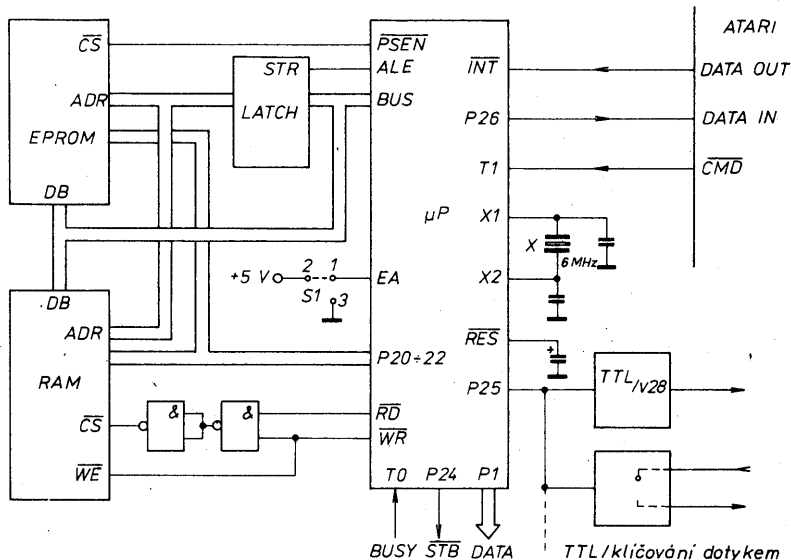 ATARI
CS PSEN
STR ALE INT DATA OUT
ADR LATCH BUS P26 DATA IN
EPROM T1 CMD
DB µP X1
X 6 MHz
+5 V 2 1 EA X2
S1 3
DB
ADR RES
P20÷22 TTL/V28
RAM P25
& & RD
CS WR
WE
T0 P24 P1
BUSY STB DATA TTL/klíčování dotykem
+